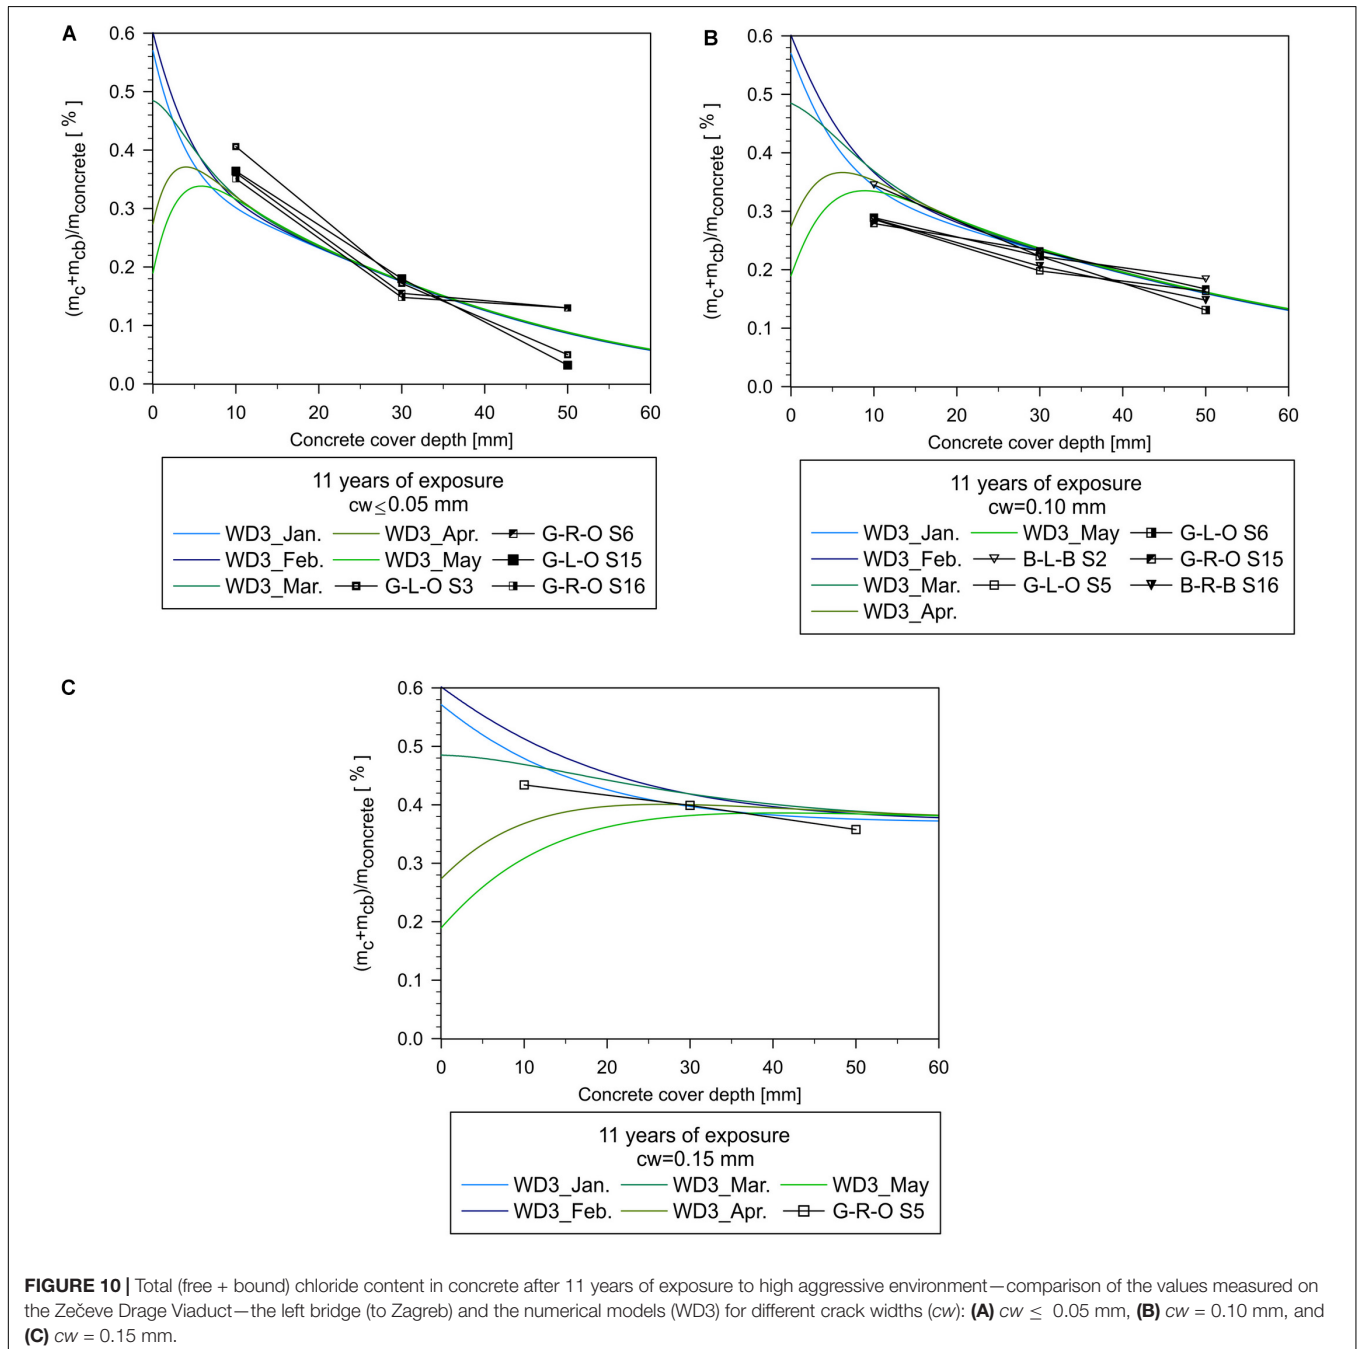 A
0.6
0.5
0.4
0.3
0.2
0.1
0.0
(mc+mcb)/mconcrete [ % ]
0 10 20 30 40 50 60
Concrete cover depth [mm]
11 years of exposure
cw ≤ 0.05 mm
WD3_Jan. WD3_Apr. G-R-O S6
WD3_Feb. WD3_May G-L-O S15
WD3_Mar. G-L-O S3 G-R-O S16
B
0.6
0.5
0.4
0.3
0.2
0.1
0.0
(mc+mcb)/mconcrete [ % ]
0 10 20 30 40 50 60
Concrete cover depth [mm]
11 years of exposure
cw=0.10 mm
WD3_Jan. WD3_May G-L-O S6
WD3_Feb. B-L-B S2 G-R-O S15
WD3_Mar. G-L-O S5 B-R-B S16
WD3_Apr.
C
0.6
0.5
0.4
0.3
0.2
0.1
0.0
(mc+mcb)/mconcrete [ % ]
0 10 20 30 40 50 60
Concrete cover depth [mm]
11 years of exposure
cw=0.15 mm
WD3_Jan. WD3_Mar. WD3_May
WD3_Feb. WD3_Apr. G-R-O S5
FIGURE 10 | Total (free + bound) chloride content in concrete after 11 years of exposure to high aggressive environment—comparison of the values measured on
the Zečeve Drage Viaduct—the left bridge (to Zagreb) and the numerical models (WD3) for different crack widths (cw): (A) cw ≤ 0.05 mm, (B) cw = 0.10 mm, and
(C) cw = 0.15 mm.